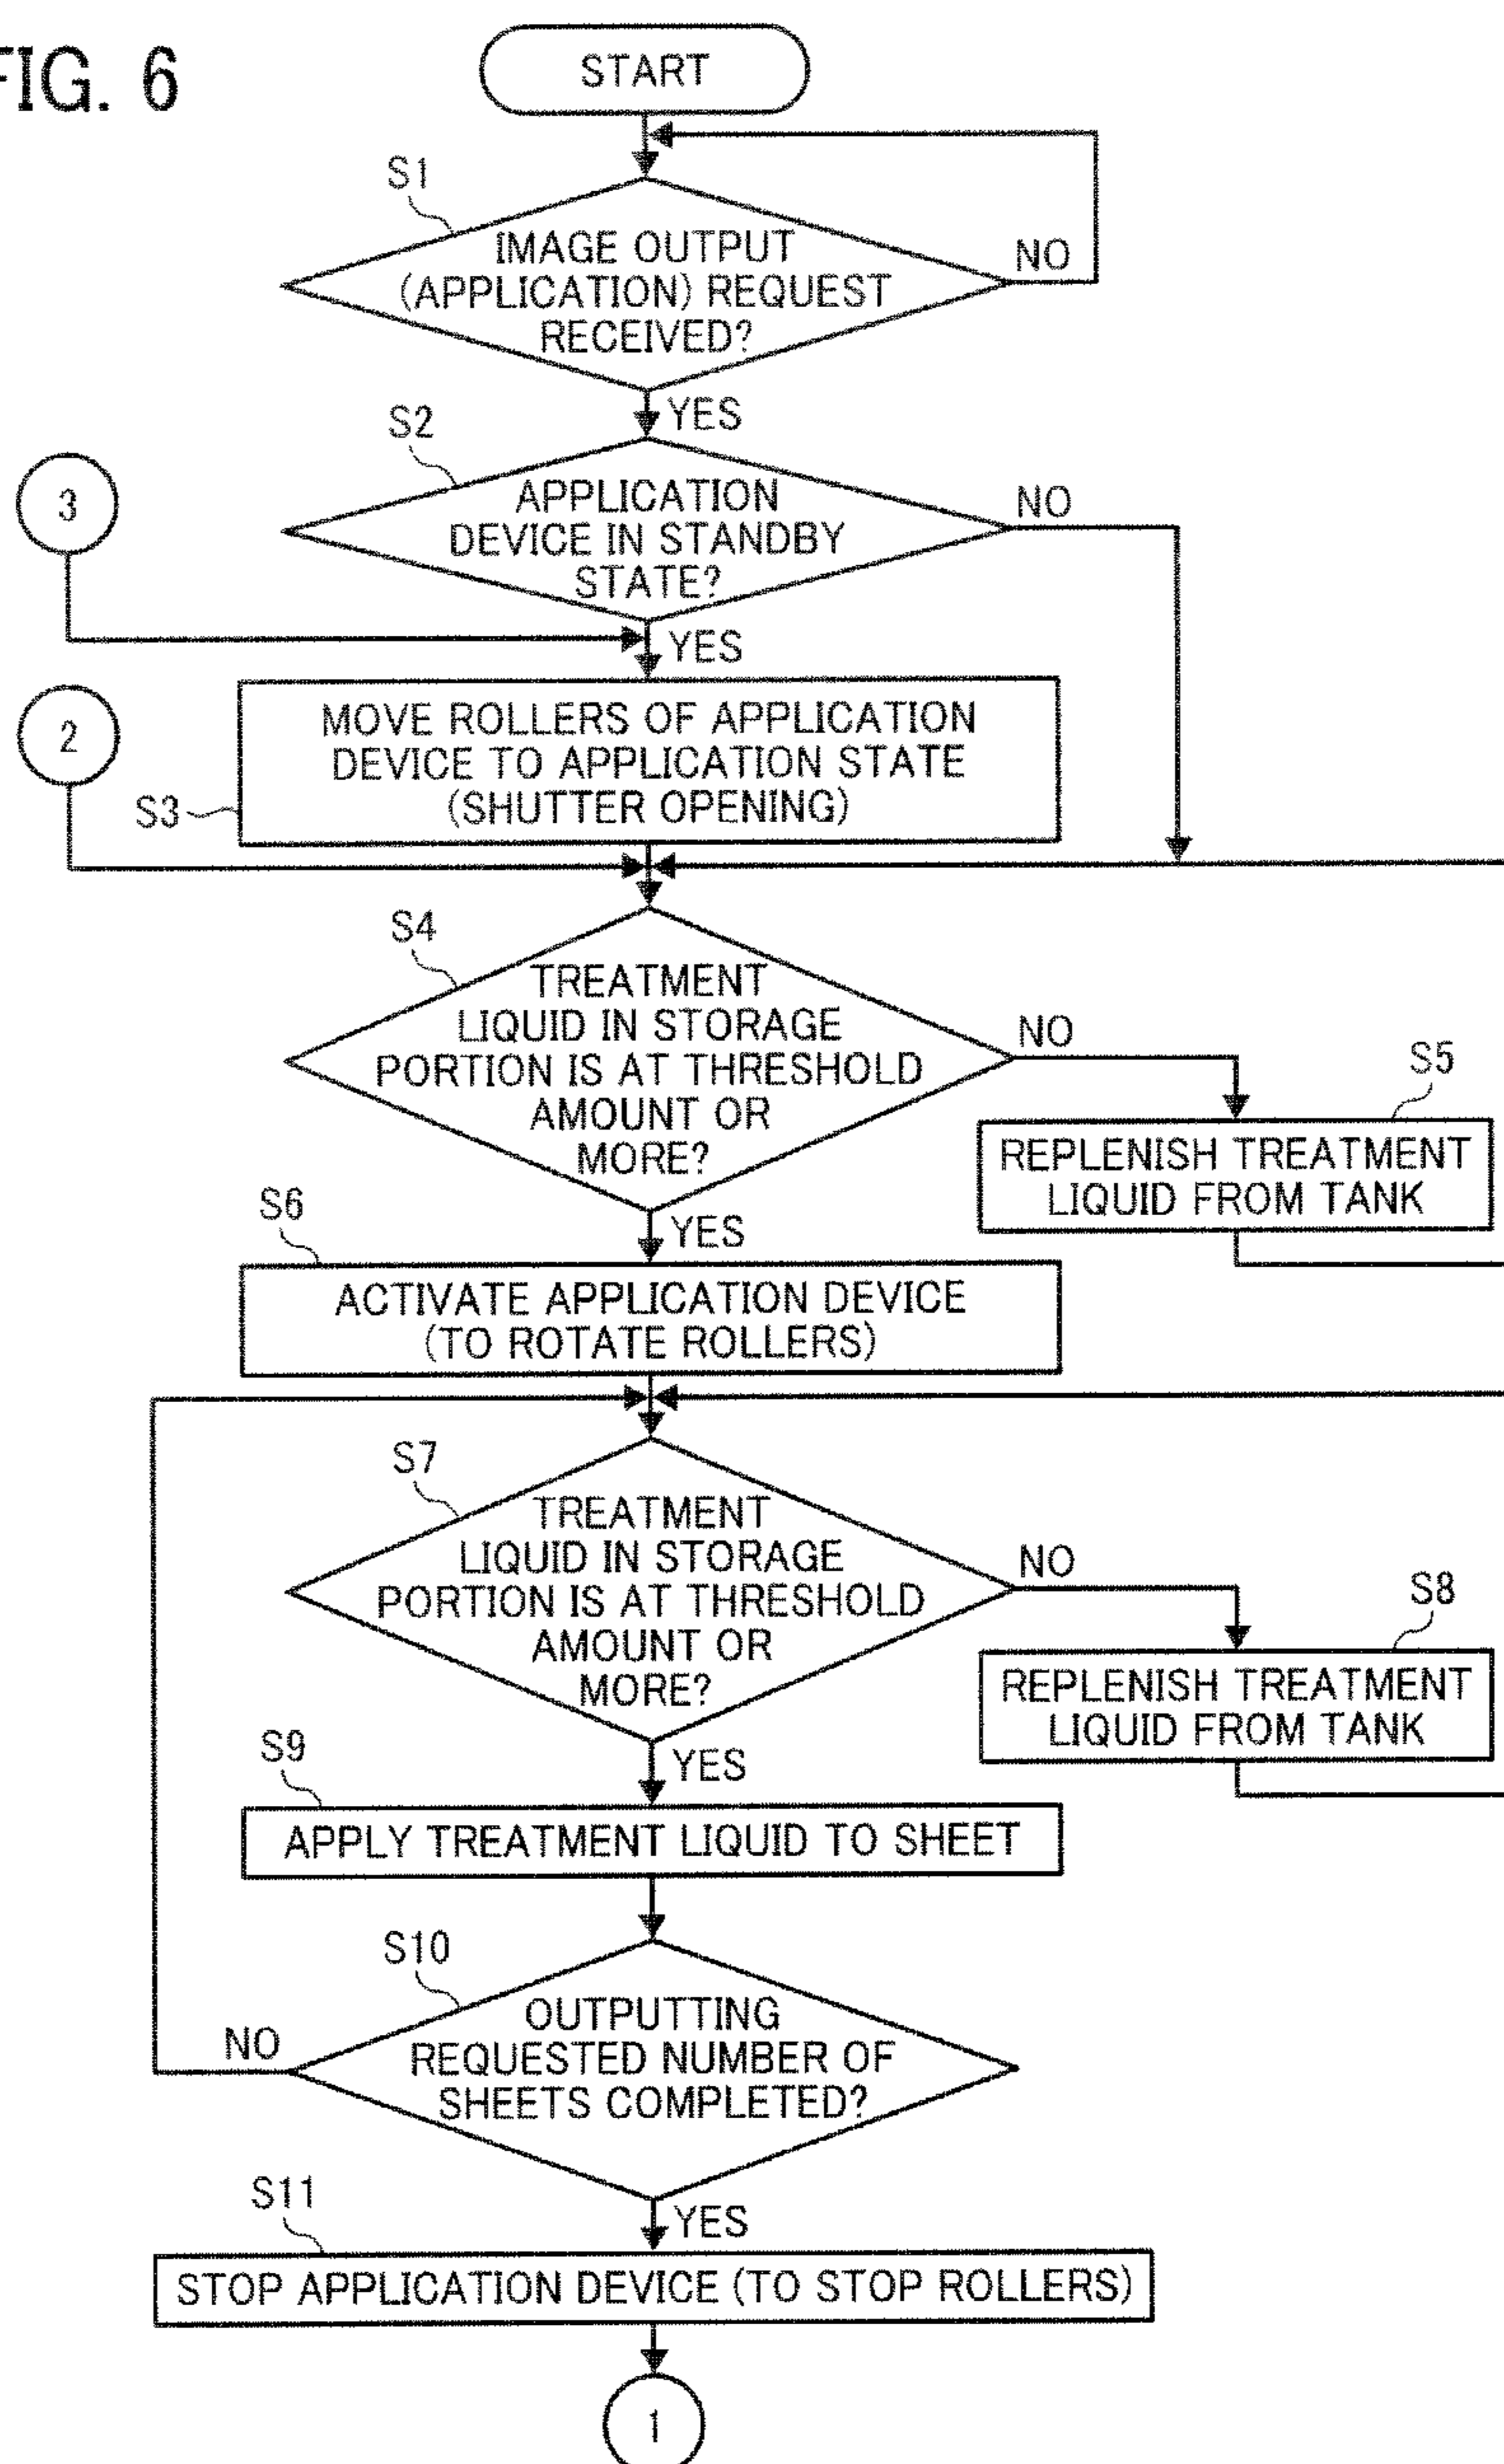 FIG. 6
START
S1
IMAGE OUTPUT
(APPLICATION) REQUEST
RECEIVED?
NO
YES
S2
3
APPLICATION
DEVICE IN STANDBY
STATE?
NO
YES
2
MOVE ROLLERS OF APPLICATION
DEVICE TO APPLICATION STATE
(SHUTTER OPENING)
S3
S4
TREATMENT
LIQUID IN STORAGE
PORTION IS AT THRESHOLD
AMOUNT OR
MORE?
NO
S5
REPLENISH TREATMENT
LIQUID FROM TANK
YES
S6
ACTIVATE APPLICATION DEVICE
(TO ROTATE ROLLERS)
S7
TREATMENT
LIQUID IN STORAGE
PORTION IS AT THRESHOLD
AMOUNT OR
MORE?
NO
S8
REPLENISH TREATMENT
LIQUID FROM TANK
YES
S9
APPLY TREATMENT LIQUID TO SHEET
S10
OUTPUTTING
REQUESTED NUMBER OF
SHEETS COMPLETED?
NO
YES
S11
STOP APPLICATION DEVICE (TO STOP ROLLERS)
1